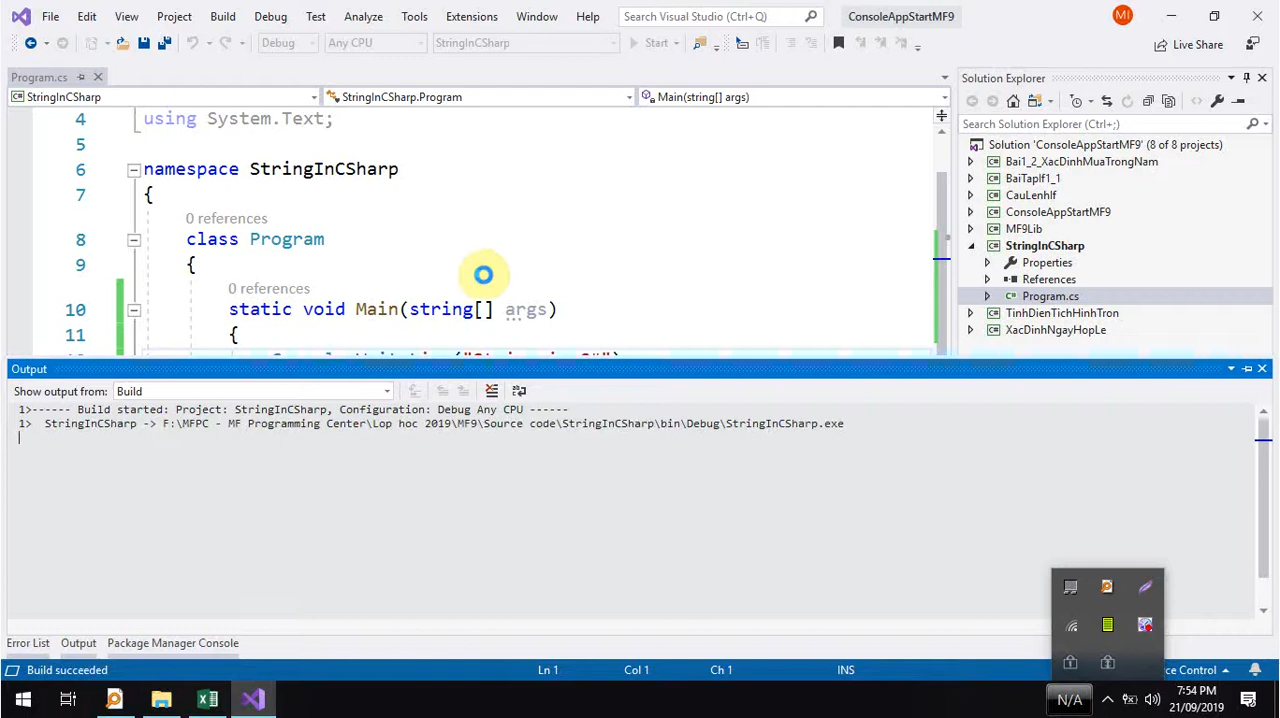 File Edit View Project Build Debug Test Analyze Extensions Window Help Search Visual Studio (Ctrl+Q) ConsoleAppStartMF9 MI
Debug Any CPU StringInCSharp Start Live Share
Program.cs
StringInCSharp StringInCSharp.Program Main(string[] args)
4 using System.Text;
5
6 namespace StringInCSharp
7 {
0 references
8 class Program
9 {
0 references
10 static void Main(string[] args)
11 {
Solution Explorer
Search Solution Explorer (Ctrl+;)
Solution 'ConsoleAppStartMF9' (8 of 8 projects)
Bai1_2_XacDinhMuaTrongNam
BaiTapIf1_1
CauLenhIf
ConsoleAppStartMF9
MF9Lib
StringInCSharp
Properties
References
Program.cs
TinhDienTichHinhTron
XacDinhNgayHopLe
Output
Show output from: Build
1>------ Build started: Project: StringInCSharp, Configuration: Debug Any CPU ------
1> StringInCSharp -> F:\MFPC - MF Programming Center\Lop hoc 2019\MF9\Source code\StringInCSharp\bin\Debug\StringInCSharp.exe
Error List Output Package Manager Console
Build succeeded Ln 1 Col 1 Ch 1 INS ce Control
N/A 7:54 PM
21/09/2019